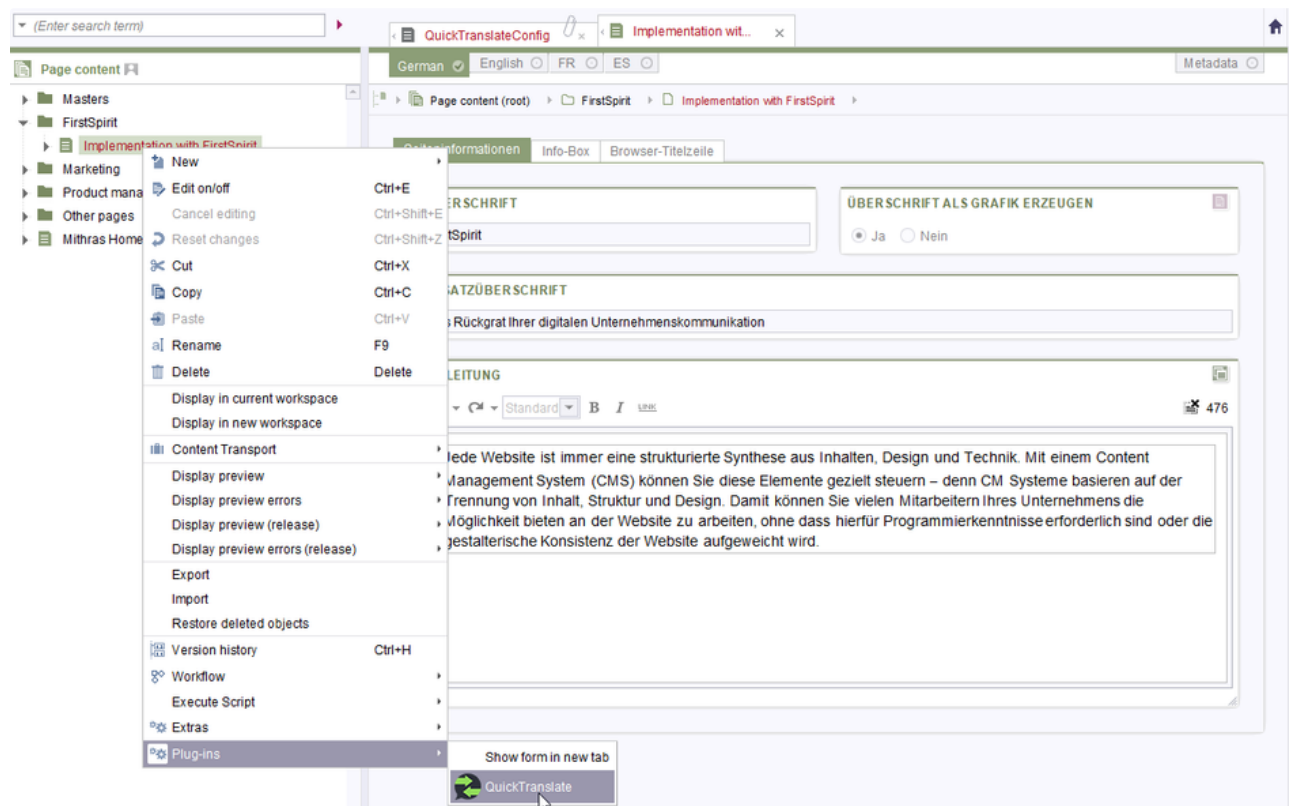 (Enter search term)
QuickTranslateConfig
Implementation wit...
Page content
German
English
FR
ES
Metadata
Masters
FirstSpirit
Implementation with FirstSpirit
Marketing
Product mana
Other pages
Mithras Home
Page content (root)
FirstSpirit
Implementation with FirstSpirit
Info-Box
Browser-Titelzeile
New
Edit on/off Ctrl+E
Cancel editing Ctrl+Shift+E
Reset changes Ctrl+Shift+Z
Cut Ctrl+X
Copy Ctrl+C
Paste Ctrl+V
Rename F9
Delete Delete
Display in current workspace
Display in new workspace
Content Transport
Display preview
Display preview errors
Display preview (release)
Display preview errors (release)
Export
Import
Restore deleted objects
Version history Ctrl+H
Workflow
Execute Script
Extras
Plug-ins
Show form in new tab
QuickTranslate
ERSCHRIFT
tSpirit
ÜBERSCHRIFT ALS GRAFIK ERZEUGEN
Ja
Nein
ATZÜBERSCHRIFT
s Rückgrat Ihrer digitalen Unternehmenskommunikation
LEITUNG
Standard
B
I
LINK
476
Jede Website ist immer eine strukturierte Synthese aus Inhalten, Design und Technik. Mit einem Content
Management System (CMS) können Sie diese Elemente gezielt steuern – denn CM Systeme basieren auf der
Trennung von Inhalt, Struktur und Design. Damit können Sie vielen Mitarbeitern Ihres Unternehmens die
Möglichkeit bieten an der Website zu arbeiten, ohne dass hierfür Programmierkenntnisse erforderlich sind oder die
gestalterische Konsistenz der Website aufgeweicht wird.